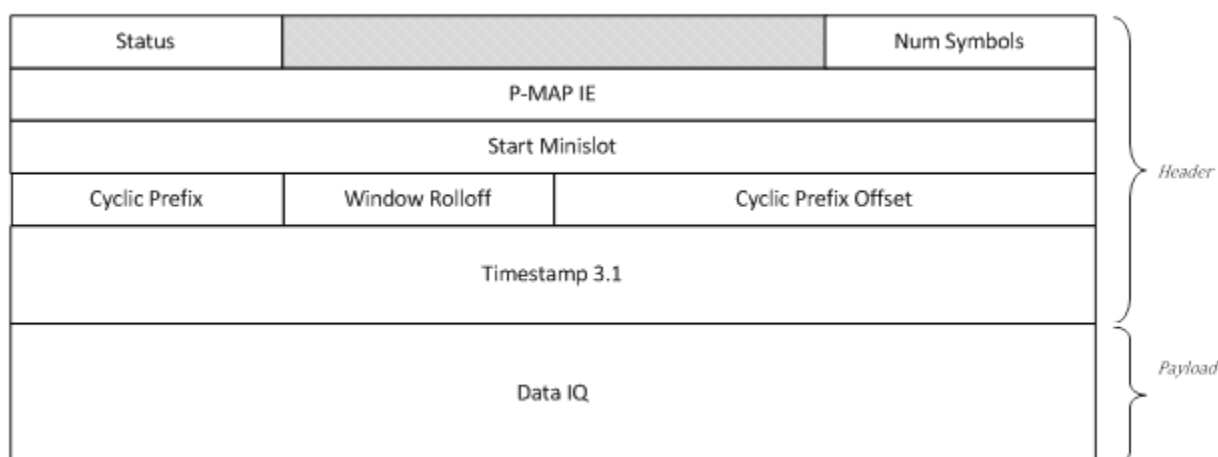 Status
Num Symbols
P-MAP IE
Start Minislot
Header
Cyclic Prefix
Window Rolloff
Cyclic Prefix Offset
Timestamp 3.1
Data IQ
Payload